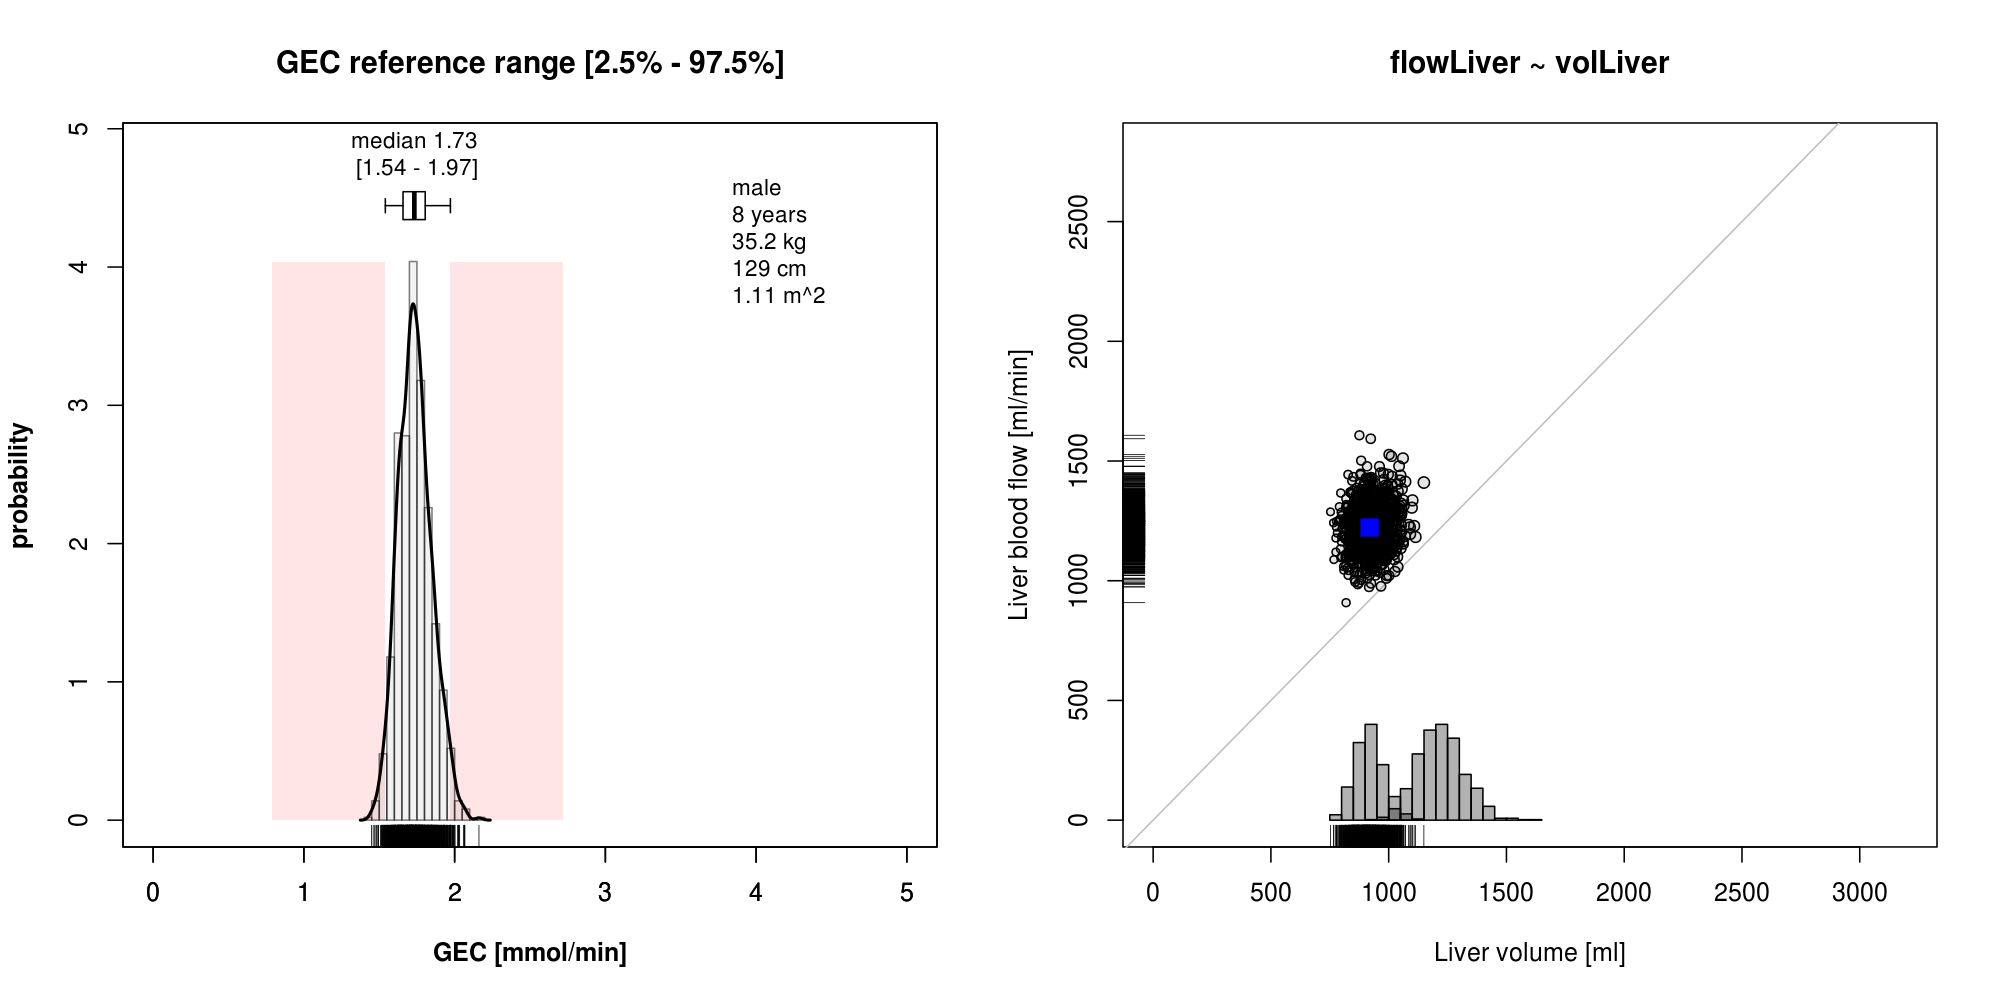 GEC reference range [2.5% - 97.5%]
median 1.73
[1.54 - 1.97]
male
8 years
35.2 kg
129 cm
1.11 m^2
probability
5
4
3
2
1
0
0 1 2 3 4 5
GEC [mmol/min]
flowLiver ~ volLiver
Liver blood flow [ml/min]
2500
2000
1500
1000
500
0
0 500 1000 1500 2000 2500 3000
Liver volume [ml]